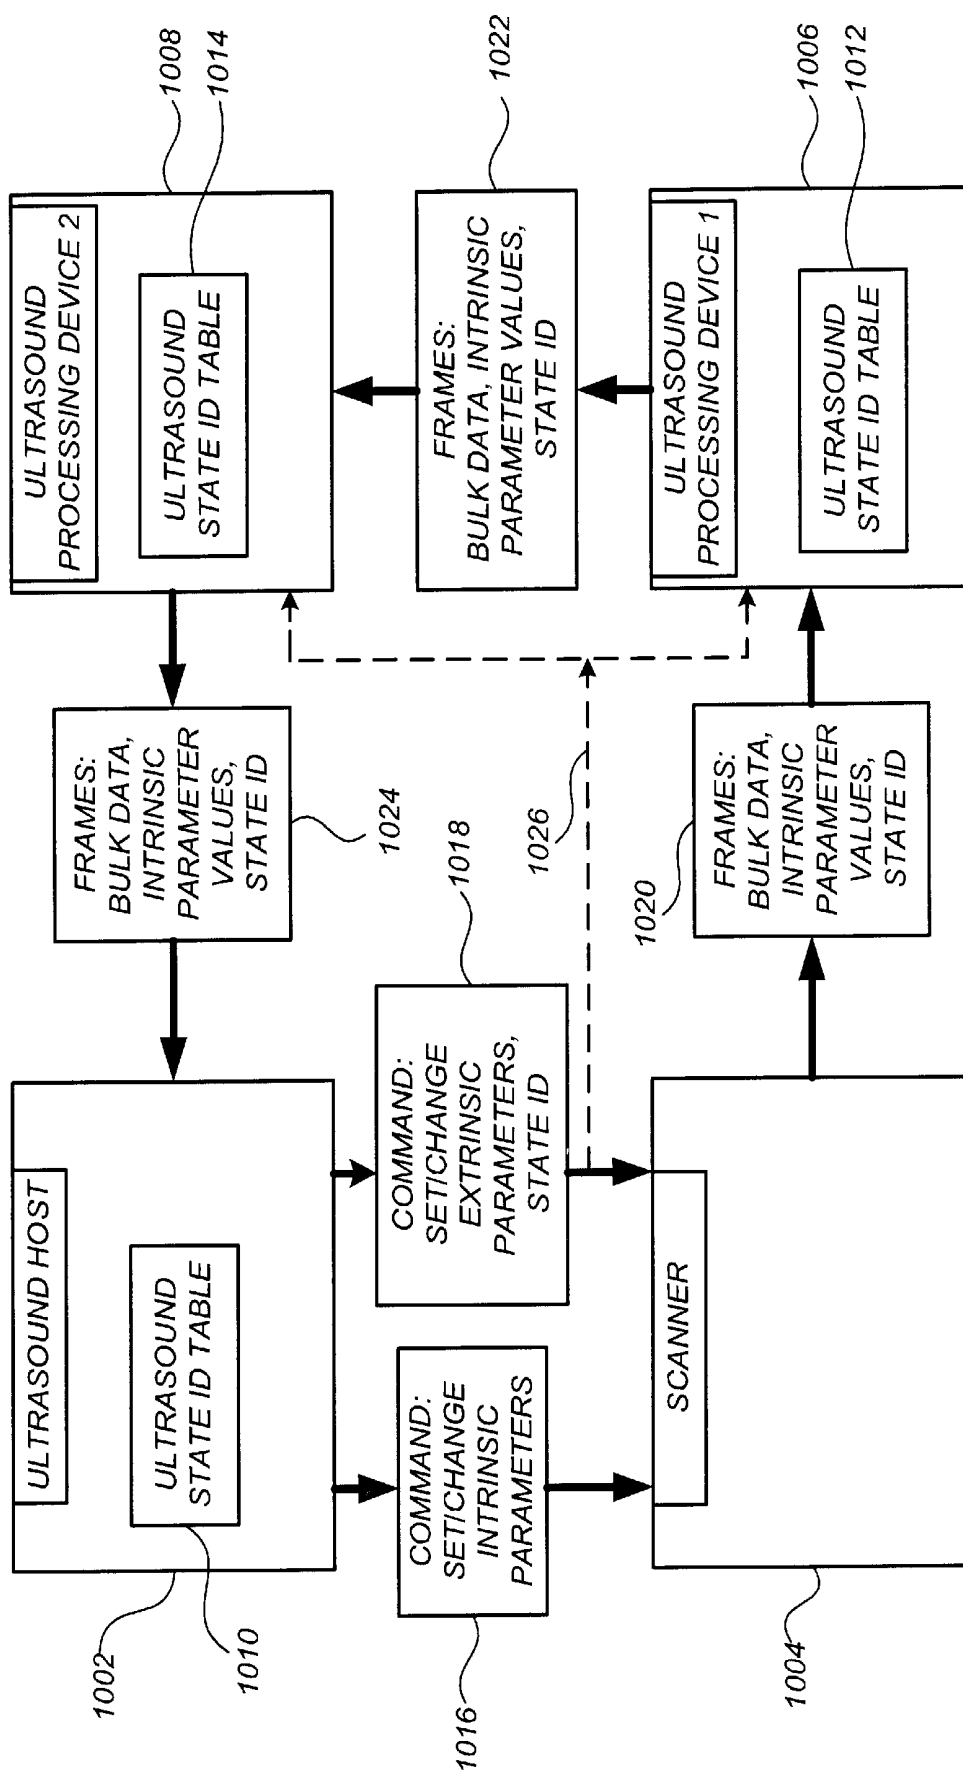 ULTRASOUND HOST
ULTRASOUND
STATE ID TABLE
1002
1010
FRAMES:
BULK DATA,
INTRINSIC
PARAMETER
VALUES,
STATE ID
1024
ULTRASOUND
PROCESSING DEVICE 2
ULTRASOUND
STATE ID TABLE
1008
1014
COMMAND:
SET/CHANGE
INTRINSIC
PARAMETERS
1016
COMMAND:
SET/CHANGE
EXTRINSIC
PARAMETERS,
STATE ID
1018
1026
FRAMES:
BULK DATA, INTRINSIC
PARAMETER VALUES,
STATE ID
1022
SCANNER
1004
FRAMES:
BULK DATA,
INTRINSIC
PARAMETER
VALUES,
STATE ID
1020
ULTRASOUND
PROCESSING DEVICE 1
ULTRASOUND
STATE ID TABLE
1006
1012